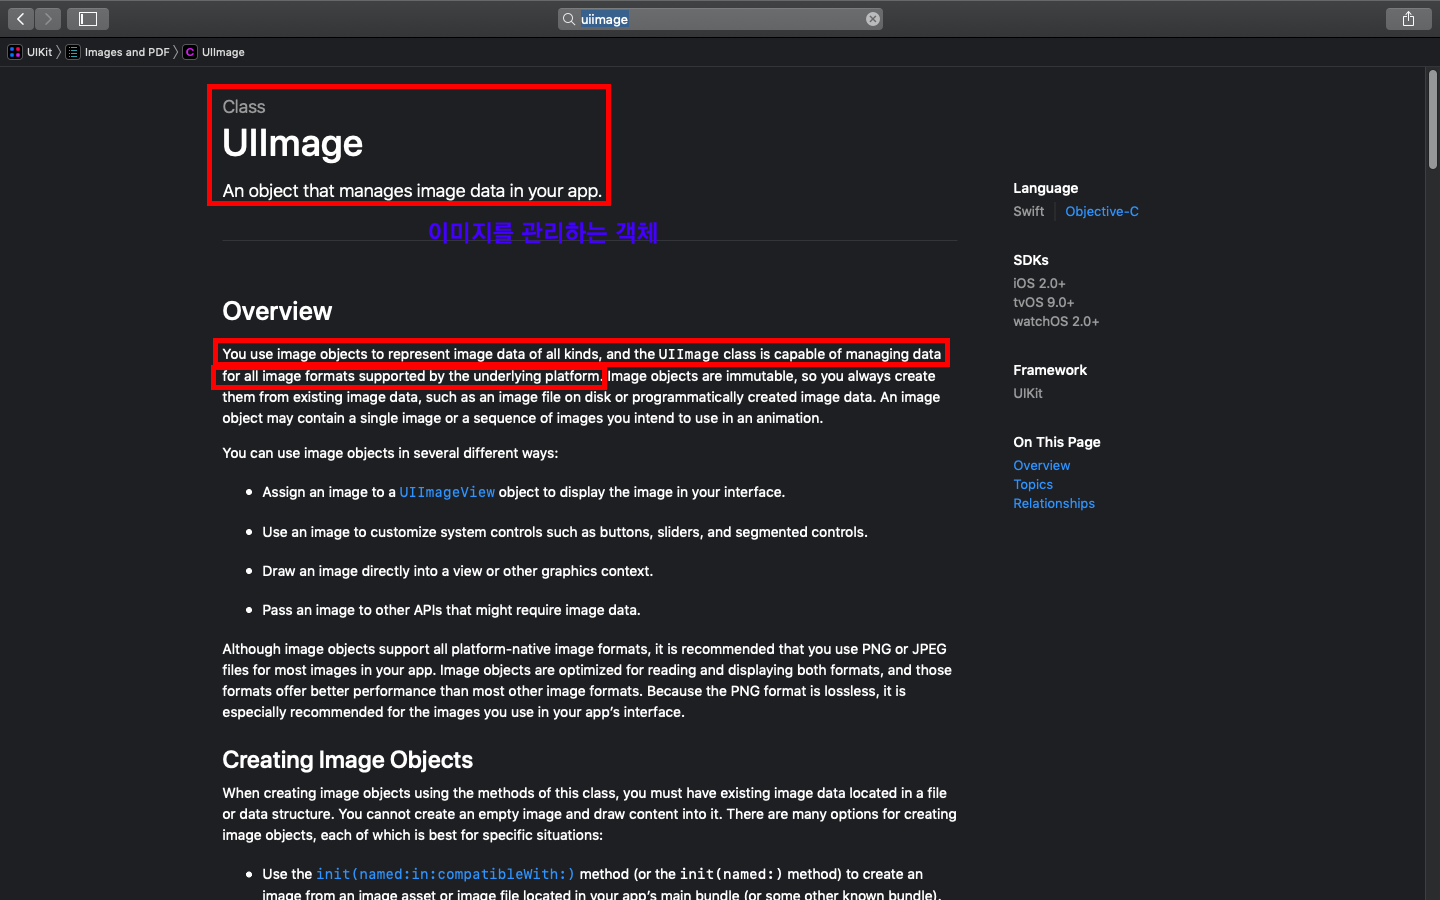 uiimage
UIKit
Images and PDF
C UIImage
Class
UIImage
An object that manages image data in your app.
이미지를 관리하는 객체
Overview
You use image objects to represent image data of all kinds, and the UIImage class is capable of managing data
for all image formats supported by the underlying platform. Image objects are immutable, so you always create
them from existing image data, such as an image file on disk or programmatically created image data. An image
object may contain a single image or a sequence of images you intend to use in an animation.
You can use image objects in several different ways:
• Assign an image to a UIImageView object to display the image in your interface.
• Use an image to customize system controls such as buttons, sliders, and segmented controls.
• Draw an image directly into a view or other graphics context.
• Pass an image to other APIs that might require image data.
Although image objects support all platform-native image formats, it is recommended that you use PNG or JPEG
files for most images in your app. Image objects are optimized for reading and displaying both formats, and those
formats offer better performance than most other image formats. Because the PNG format is lossless, it is
especially recommended for the images you use in your app’s interface.
Creating Image Objects
When creating image objects using the methods of this class, you must have existing image data located in a file
or data structure. You cannot create an empty image and draw content into it. There are many options for creating
image objects, each of which is best for specific situations:
• Use the init(named:in:compatibleWith:) method (or the init(named:) method) to create an
image from an image asset or image file located in your app’s main bundle (or some other known bundle).
Language
Swift Objective-C
SDKs
iOS 2.0+
tvOS 9.0+
watchOS 2.0+
Framework
UIKit
On This Page
Overview
Topics
Relationships